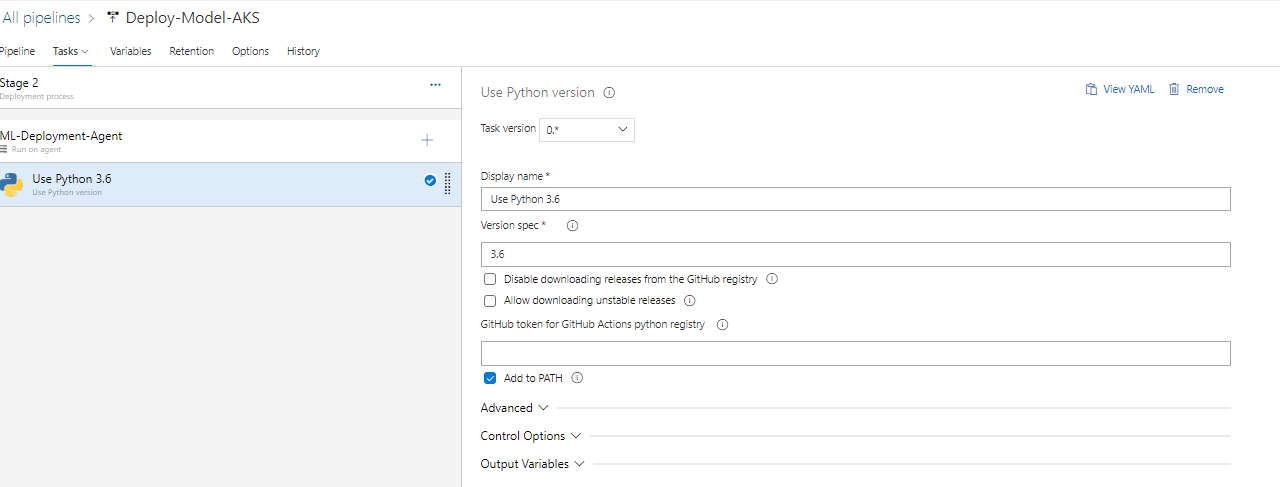 All pipelines > Deploy-Model-AKS
Pipeline Tasks Variables Retention Options History
Stage 2
Deployment process
ML-Deployment-Agent
Run on agent
Use Python 3.6
Use Python version
Use Python version
View YAML Remove
Task version 0.*
Display name *
Use Python 3.6
Version spec *
3.6
Disable downloading releases from the GitHub registry
Allow downloading unstable releases
GitHub token for GitHub Actions python registry
Add to PATH
Advanced
Control Options
Output Variables